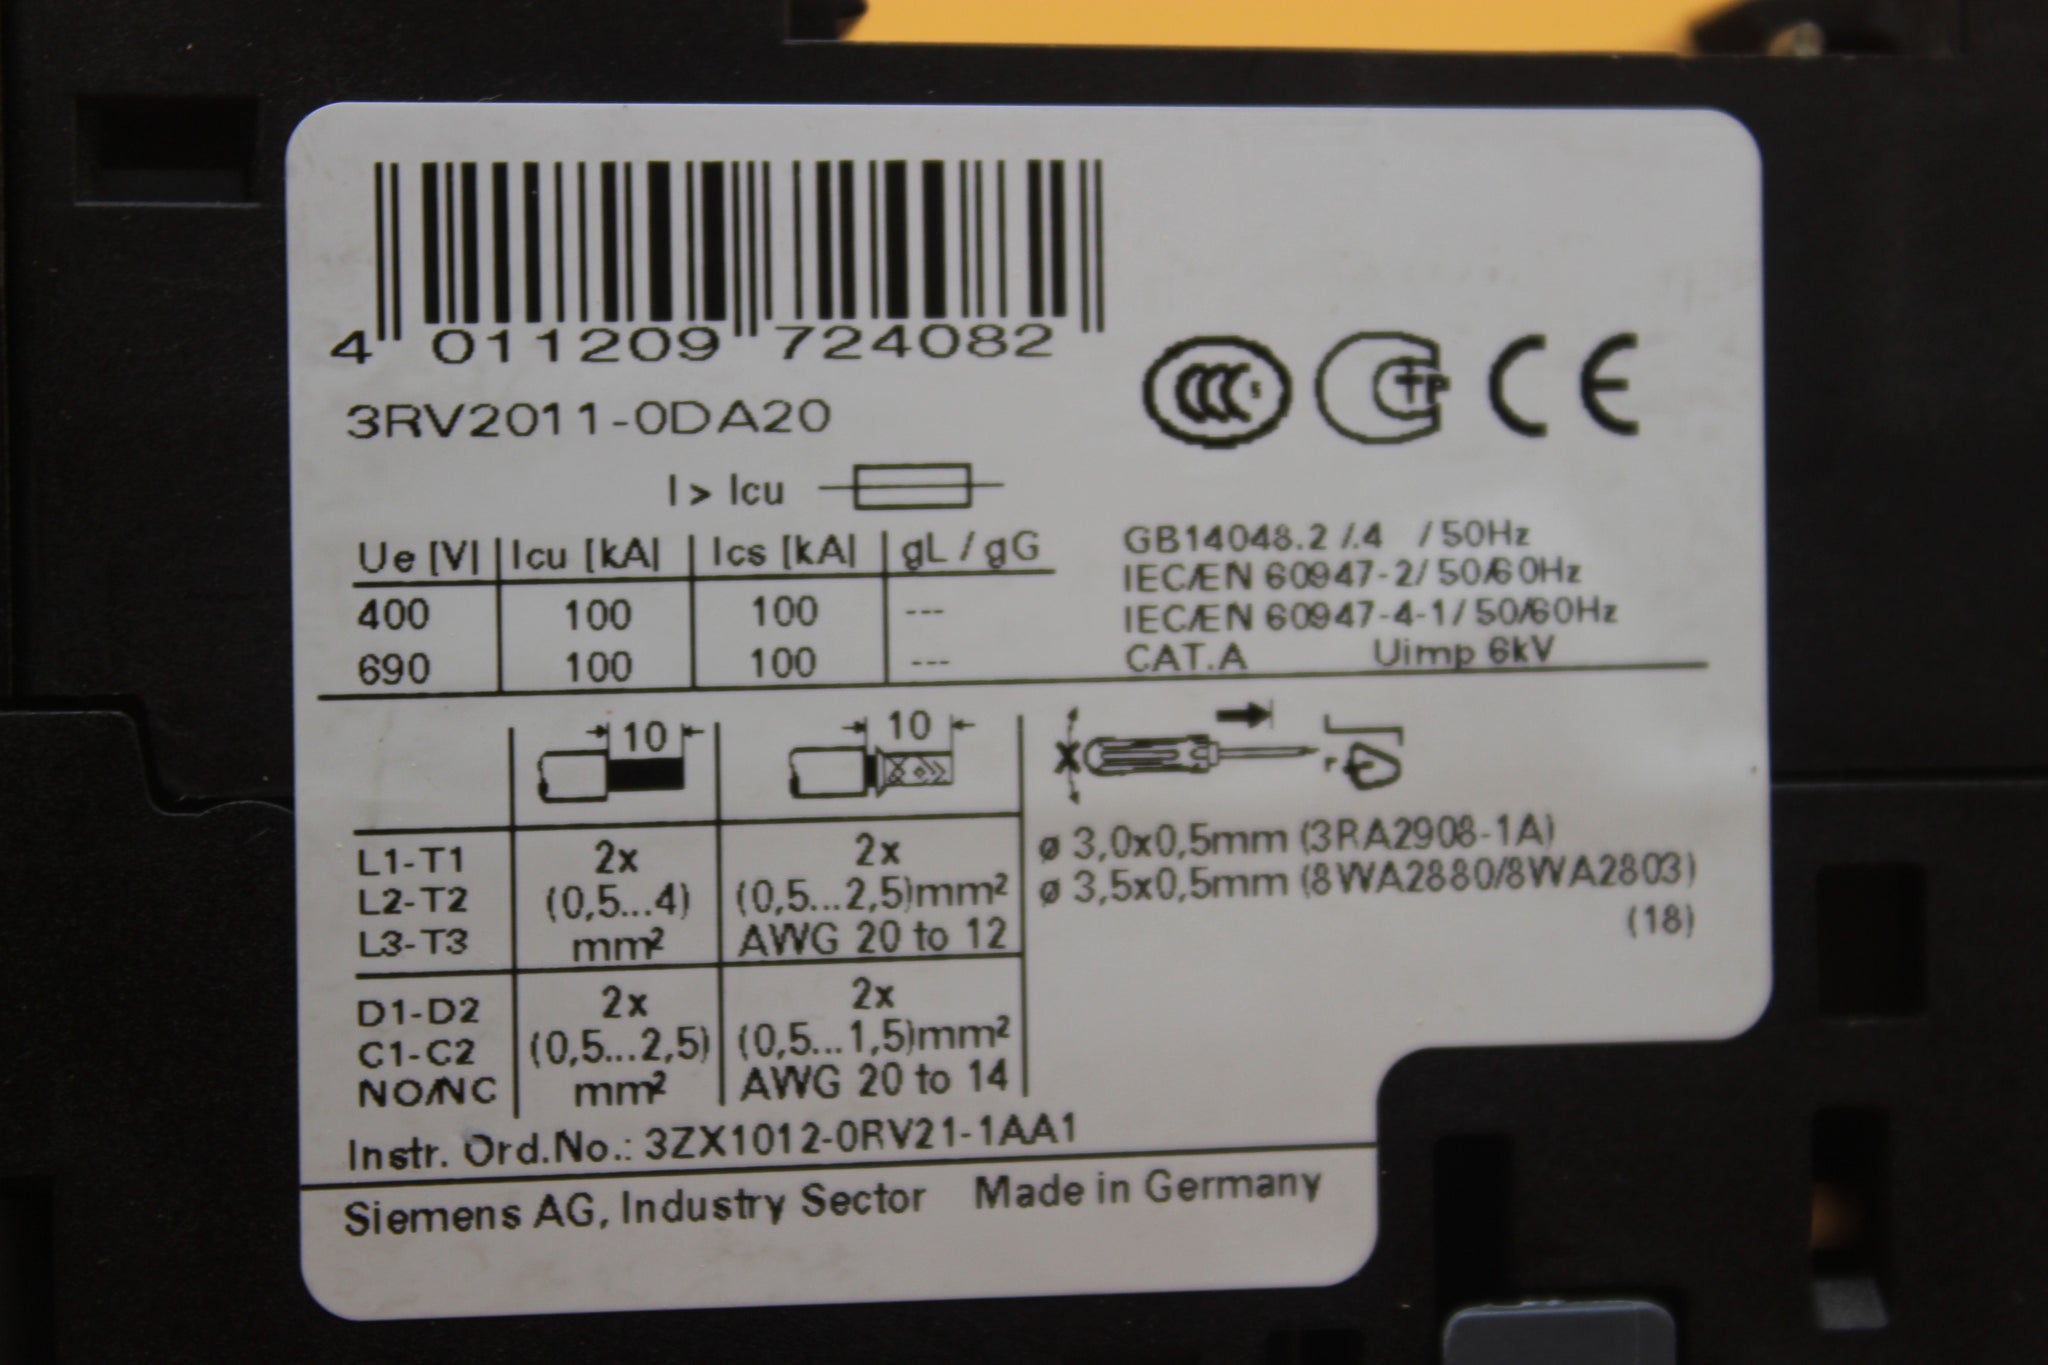 4 011209 724082
3RV2011-0DA20
CCC S
CTP
CE
I > Icu
Ue [V] Icu [kA] Ics [kA] gL / gG
400 100 100 ---
690 100 100 ---
GB14048.2 /.4 / 50Hz
IEC/EN 60947-2/ 50/60Hz
IEC/EN 60947-4-1/ 50/60Hz
CAT.A Uimp 6kV
10 10
L1-T1 2x 2x
L2-T2 (0,5...4) (0,5...2,5)mm²
L3-T3 mm² AWG 20 to 12
D1-D2 2x 2x
C1-C2 (0,5...2,5) (0,5...1,5)mm²
NO/NC mm² AWG 20 to 14
ø 3,0x0,5mm (3RA2908-1A)
ø 3,5x0,5mm (8WA2880/8WA2803)
(18)
Instr. Ord.No.: 3ZX1012-0RV21-1AA1
Siemens AG, Industry Sector Made in Germany